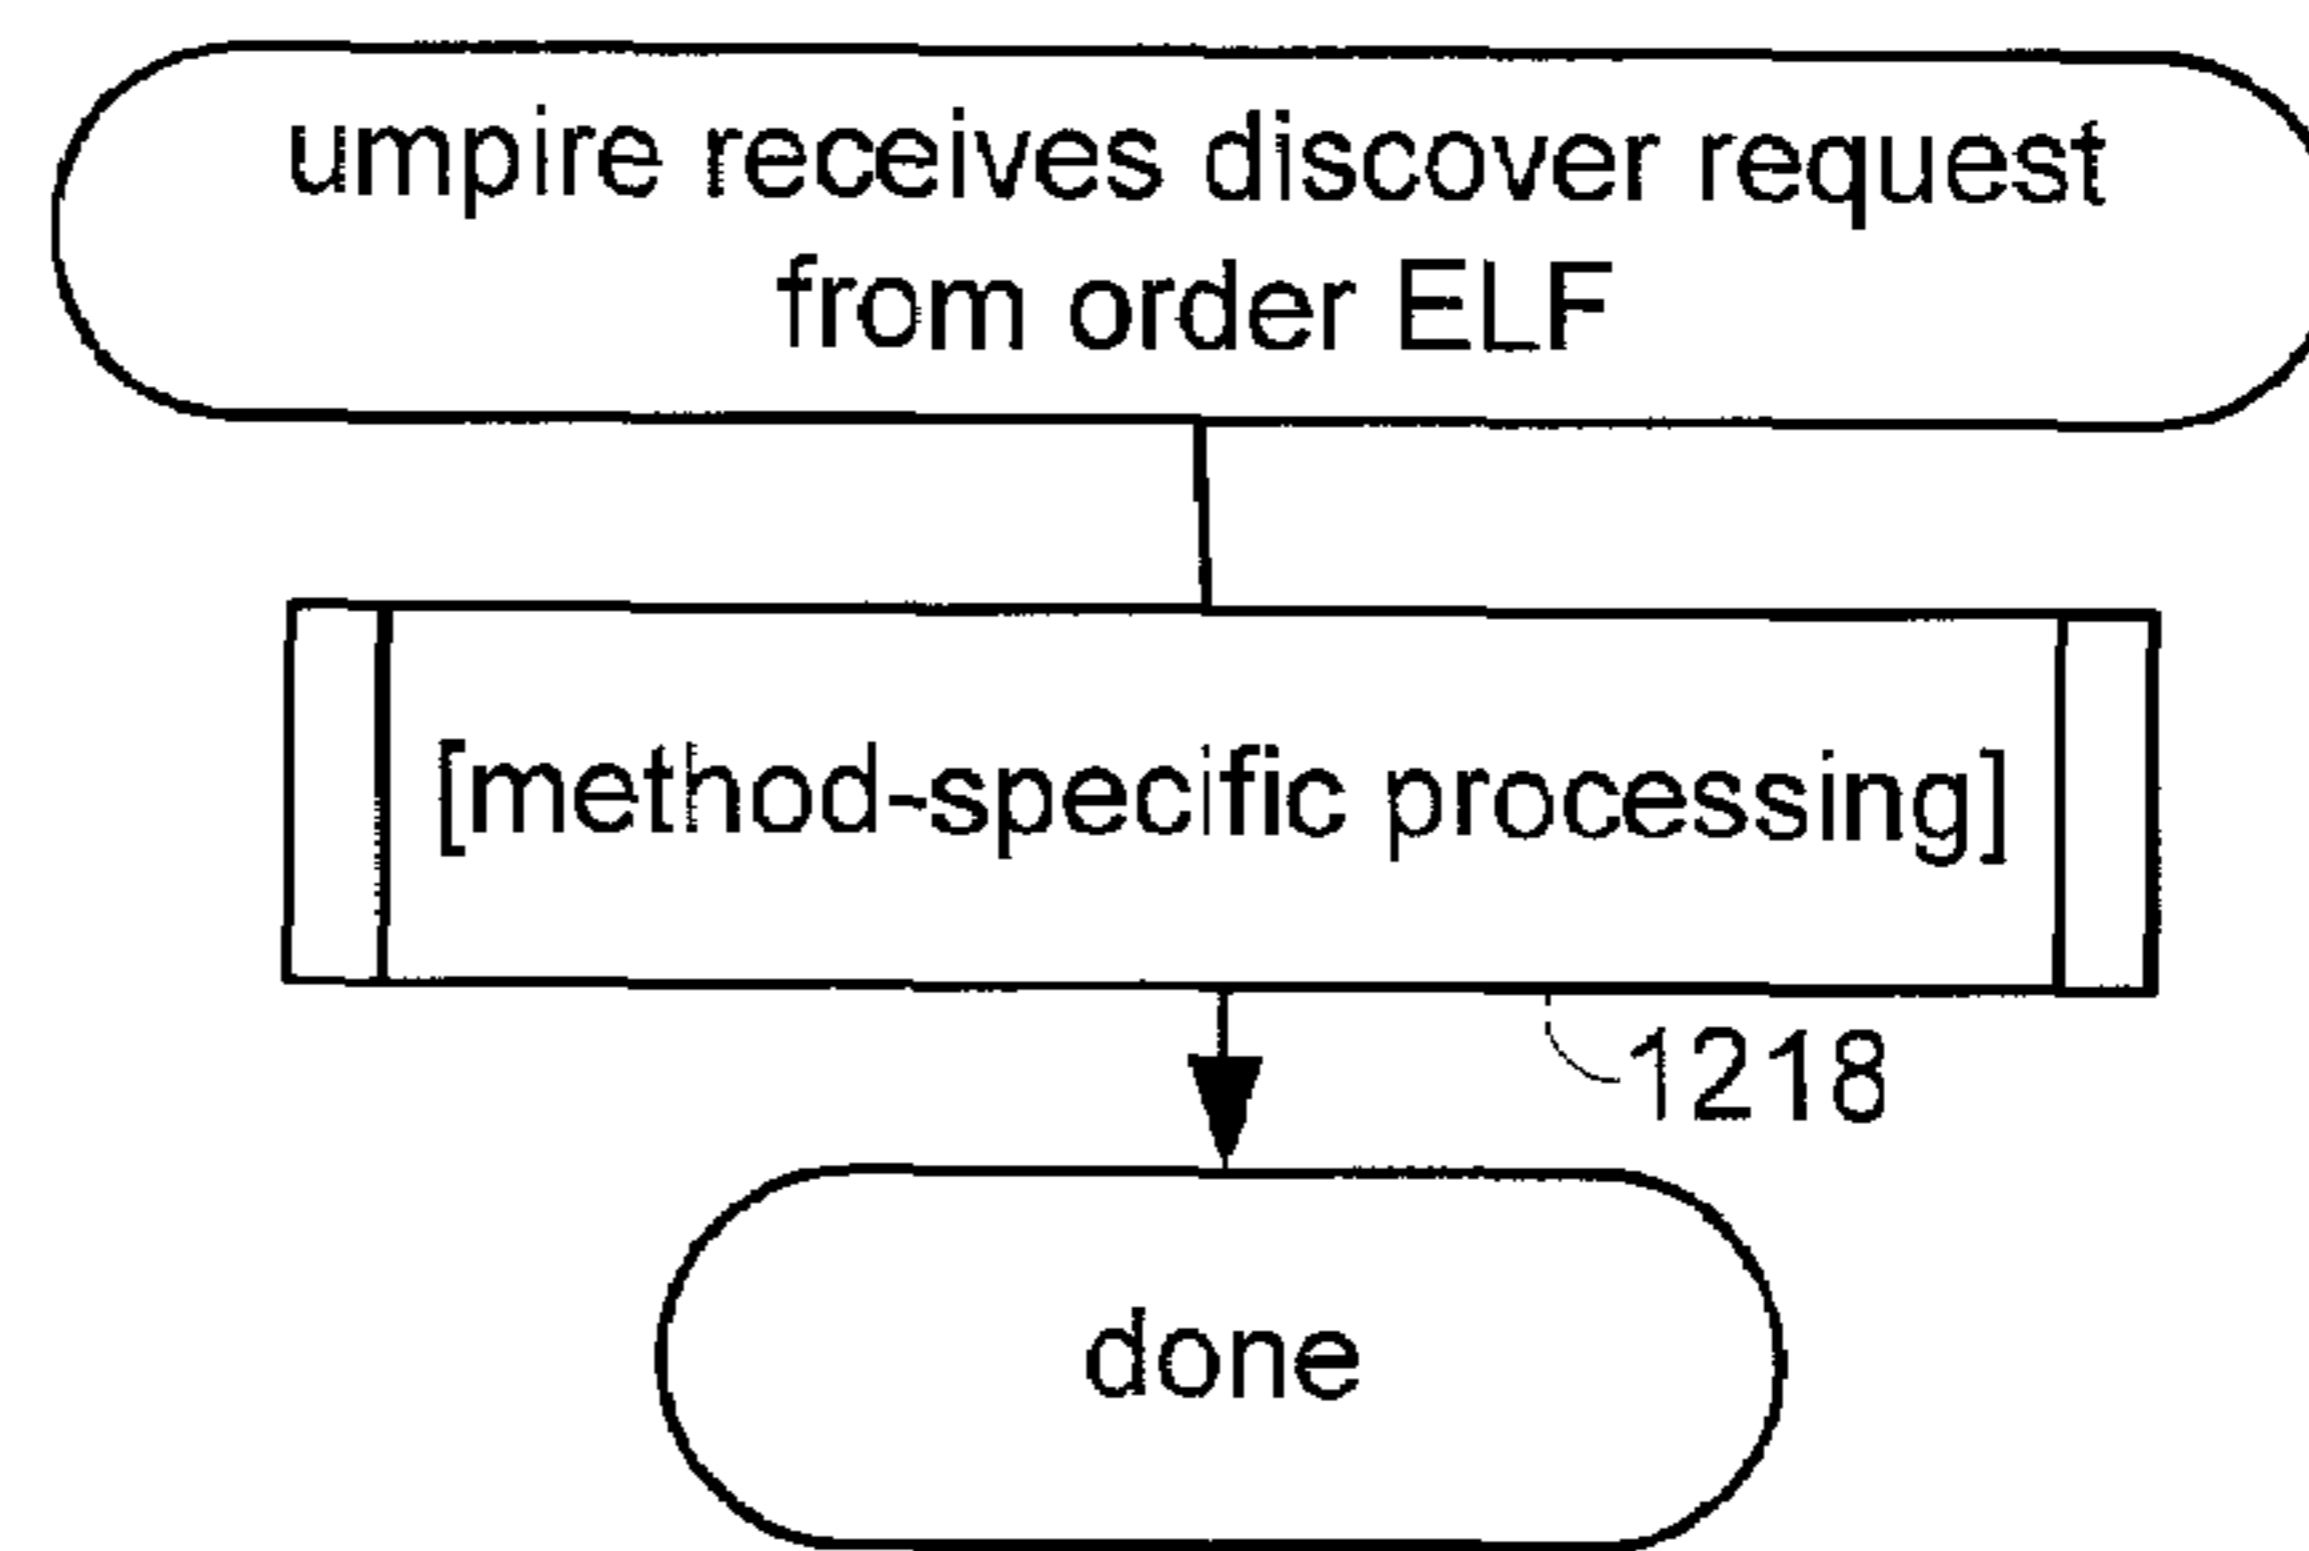 umpire receives discover request
from order ELF
[method-specific processing]
1218
done